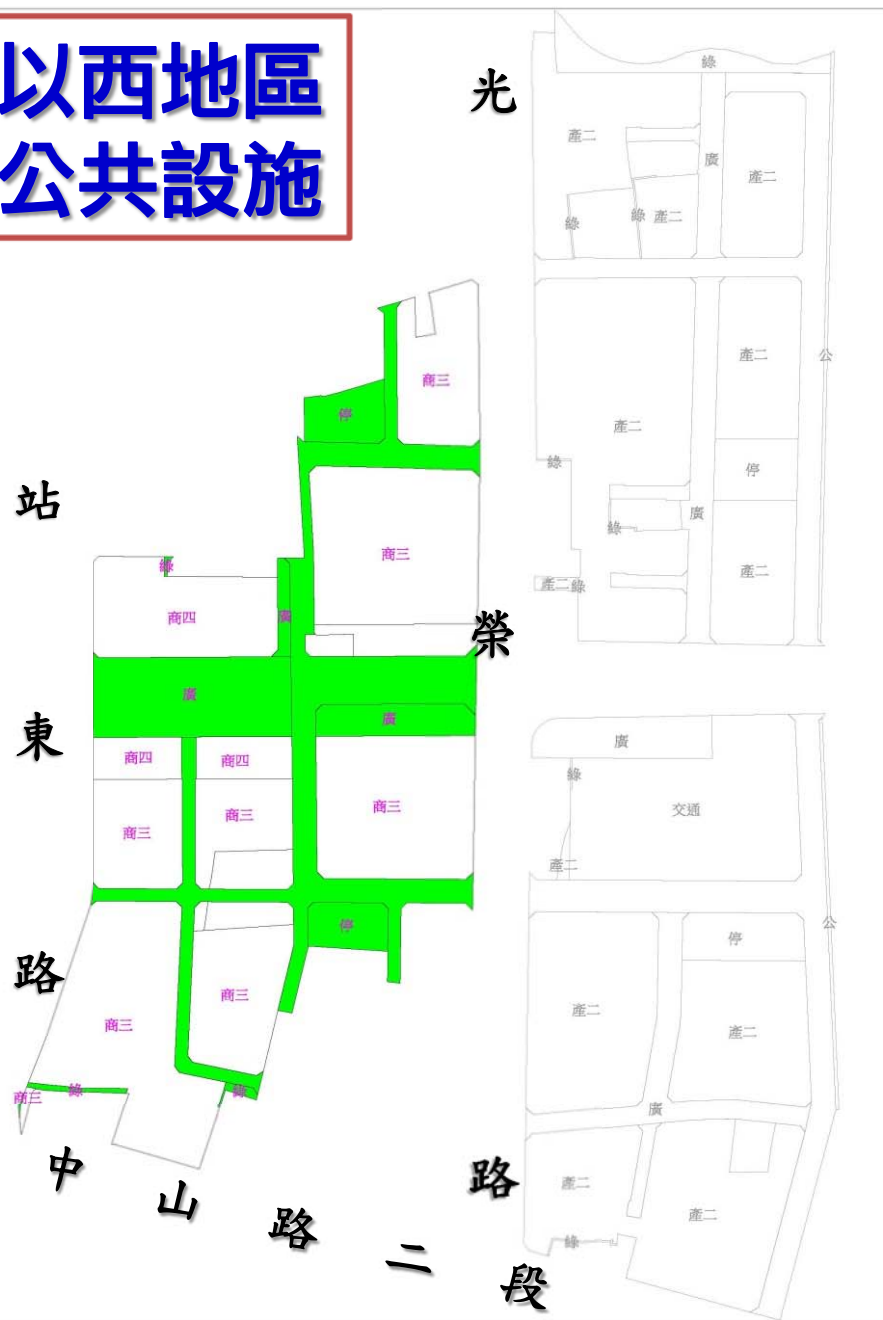 以西地區
公共設施
光
榮
路
站
東
路
中
山
路
二
段
商三
停
商三
綠
商四
廣
廣
廣
商四
商四
商三
商三
商三
停
商三
商三
商三
綠
綠
綠
產二
廣
產二
綠
綠
產二
產二
公
產二
綠
停
廣
綠
產二
產二
綠
廣
綠
交通
產二
公
停
產二
產二
廣
產二
產二
綠